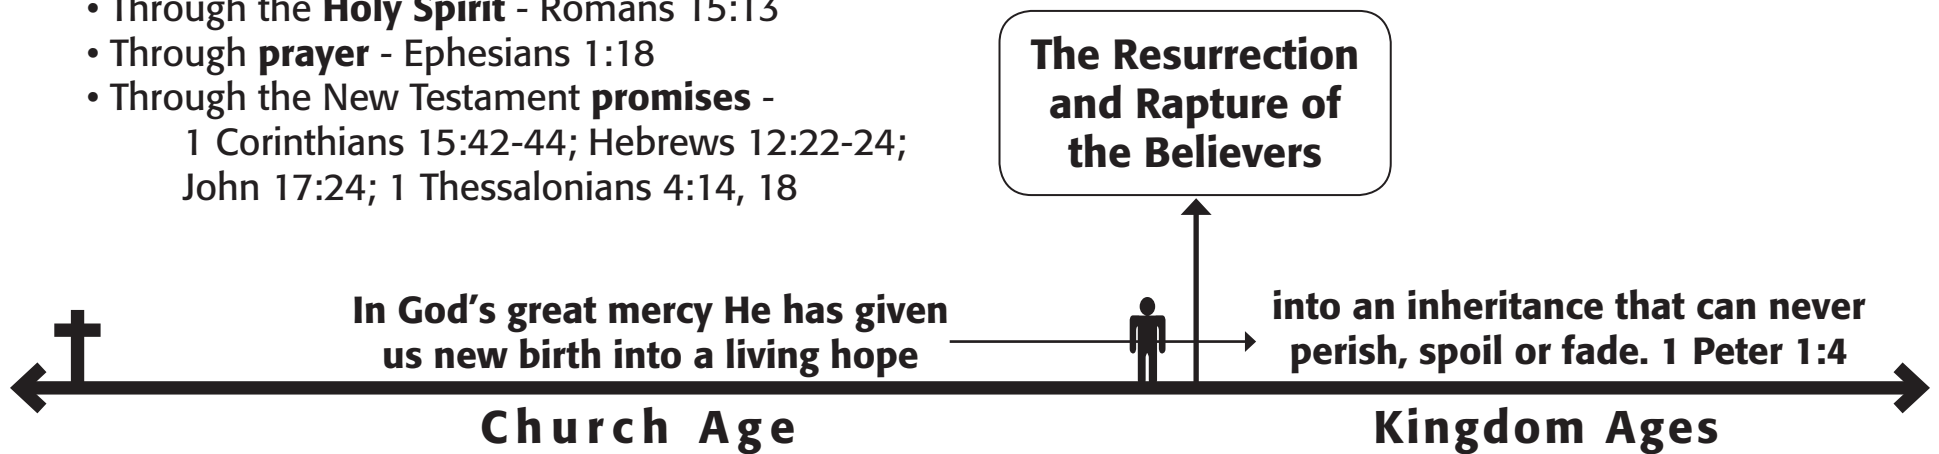 • Through the Holy Spirit - Romans 15:13
• Through prayer - Ephesians 1:18
• Through the New Testament promises -
1 Corinthians 15:42-44; Hebrews 12:22-24;
John 17:24; 1 Thessalonians 4:14, 18
The Resurrection
and Rapture of
the Believers
In God’s great mercy He has given
us new birth into a living hope
into an inheritance that can never
perish, spoil or fade. 1 Peter 1:4
Church Age
Kingdom Ages